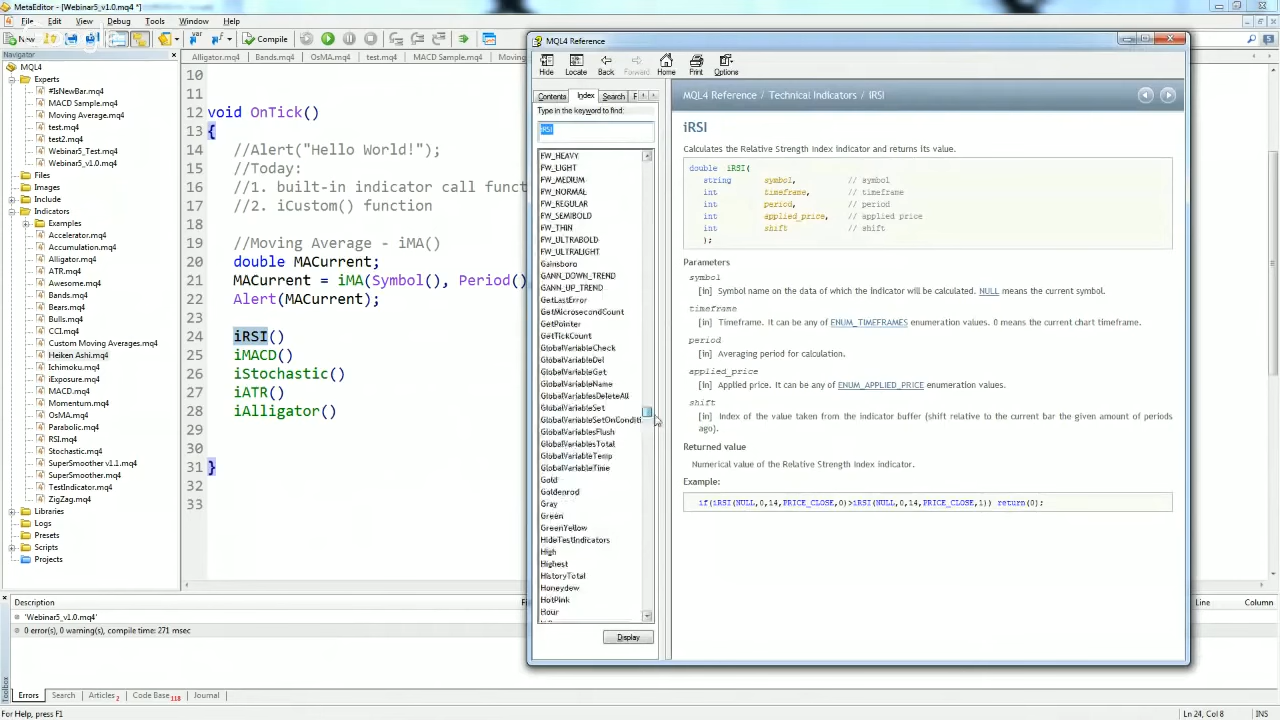 MetaEditor - [Webinar5_v1.0.mq4 *]
File Edit View Debug Tools Window Help
New Compile
Navigator
MQL4
Experts
#IsNewBar.mq4
MACD Sample.mq4
Moving Average.mq4
test.mq4
test2.mq4
Webinar5_Test.mq4
Webinar5_v1.0.mq4
Files
Images
Include
Indicators
Examples
Accelerator.mq4
Accumulation.mq4
Alligator.mq4
ATR.mq4
Awesome.mq4
Bands.mq4
Bears.mq4
Bulls.mq4
CCI.mq4
Custom Moving Averages.mq4
Heiken Ashi.mq4
Ichimoku.mq4
iExposure.mq4
MACD.mq4
Momentum.mq4
OsMA.mq4
Parabolic.mq4
RSI.mq4
Stochastic.mq4
SuperSmoother v1.1.mq4
SuperSmoother.mq4
TestIndicator.mq4
ZigZag.mq4
Libraries
Logs
Presets
Scripts
Projects
Alligator.mq4 Bands.mq4 OsMA.mq4 test.mq4 MACD Sample.mq4 Moving
10
11
12 void OnTick()
13 {
14 //Alert("Hello World!");
15 //Today:
16 //1. built-in indicator call funct
17 //2. iCustom() function
18
19 //Moving Average - iMA()
20 double MACurrent;
21 MACurrent = iMA(Symbol(), Period()
22 Alert(MACurrent);
23
24 iRSI()
25 iMACD()
26 iStochastic()
27 iATR()
28 iAlligator()
29
30
31 }
32
33
MQL4 Reference
Hide Locate Back Forward Home Print Options
Contents Index Search F
Type in the keyword to find:
iRSI
FW_HEAVY
FW_LIGHT
FW_MEDIUM
FW_NORMAL
FW_REGULAR
FW_SEMIBOLD
FW_THIN
FW_ULTRABOLD
FW_ULTRALIGHT
Gainsboro
GANN_DOWN_TREND
GANN_UP_TREND
GetLastError
GetMicrosecondCount
GetPointer
GetTickCount
GlobalVariableCheck
GlobalVariableDel
GlobalVariableGet
GlobalVariableName
GlobalVariablesDeleteAll
GlobalVariableSet
GlobalVariableSetOnConditi
GlobalVariablesFlush
GlobalVariablesTotal
GlobalVariableTemp
GlobalVariableTime
Gold
Goldenrod
Gray
Green
GreenYellow
HideTestIndicators
High
Highest
HistoryTotal
Honeydew
HotPink
Hour
Display
MQL4 Reference / Technical Indicators / iRSI
iRSI
Calculates the Relative Strength Index indicator and returns its value.
double iRSI(
string symbol, // symbol
int timeframe, // timeframe
int period, // period
int applied_price, // applied price
int shift // shift
);
Parameters
symbol
[in] Symbol name on the data of which the indicator will be calculated. NULL means the current symbol.
timeframe
[in] Timeframe. It can be any of ENUM_TIMEFRAMES enumeration values. 0 means the current chart timeframe.
period
[in] Averaging period for calculation.
applied_price
[in] Applied price. It can be any of ENUM_APPLIED_PRICE enumeration values.
shift
[in] Index of the value taken from the indicator buffer (shift relative to the current bar the given amount of periods
ago).
Returned value
Numerical value of the Relative Strength Index indicator.
Example:
if(iRSI(NULL,0,14,PRICE_CLOSE,0)>iRSI(NULL,0,14,PRICE_CLOSE,1)) return(0);
Description Line Column
'Webinar5_v1.0.mq4'
0 error(s), 0 warning(s), compile time: 271 msec
Toolbox
Errors Search Articles 2 Code Base 118 Journal
For Help, press F1 Ln 24, Col 8 INS